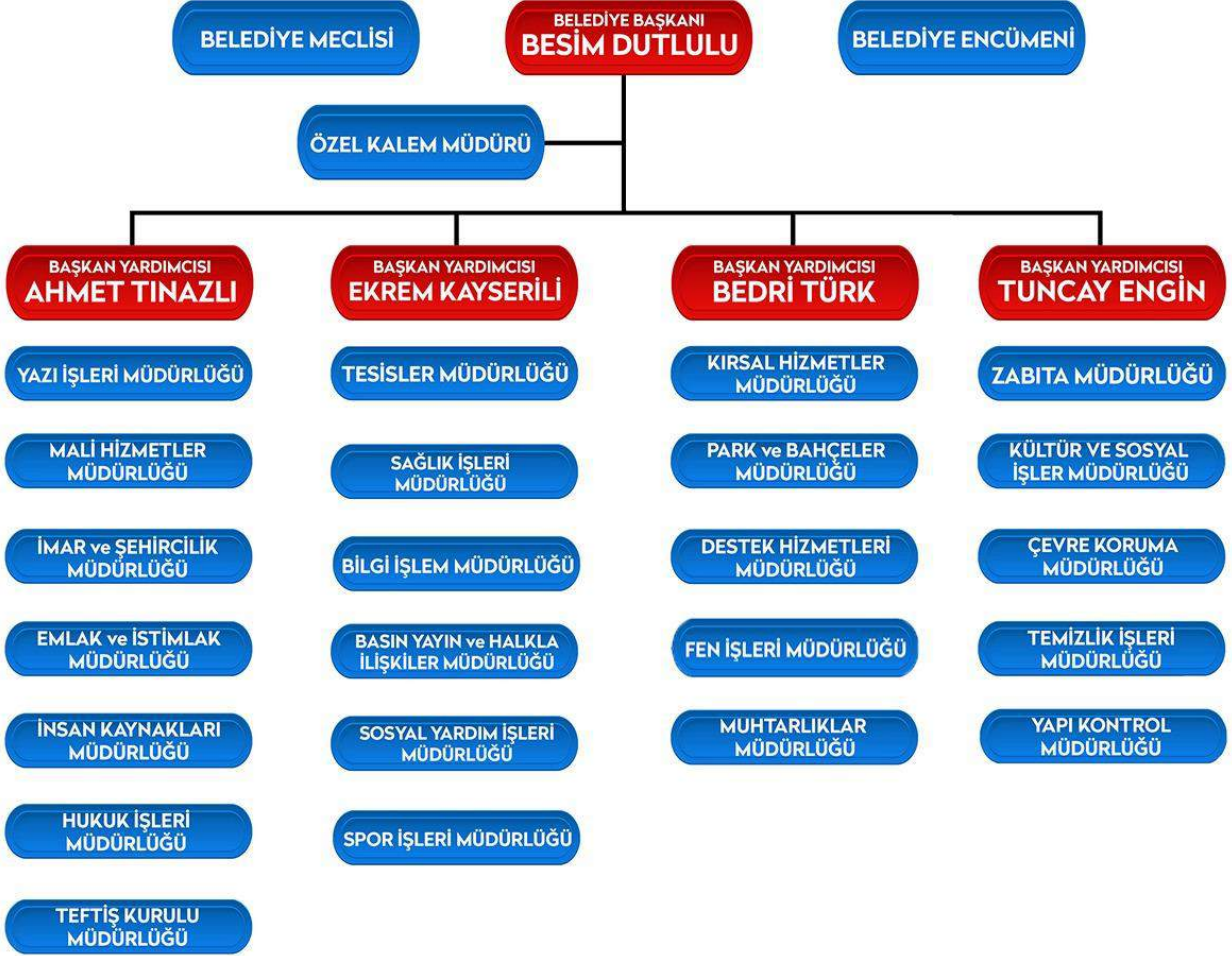 BELEDİYE MECLİSİ
BELEDİYE BAŞKANI
BESİM DUTLULU
BELEDİYE ENCÜMENİ
ÖZEL KALEM MÜDÜRÜ
BAŞKAN YARDIMCISI
AHMET TINAZLI
BAŞKAN YARDIMCISI
EKREM KAYSERİLİ
BAŞKAN YARDIMCISI
BEDRİ TÜRK
BAŞKAN YARDIMCISI
TUNCAY ENGİN
YAZI İŞLERİ MÜDÜRLÜĞÜ
MALİ HİZMETLER
MÜDÜRLÜĞÜ
İMAR ve ŞEHİRCİLİK
MÜDÜRLÜĞÜ
EMLAK ve İSTİMLAK
MÜDÜRLÜĞÜ
İNSAN KAYNAKLARI
MÜDÜRLÜĞÜ
HUKUK İŞLERİ
MÜDÜRLÜĞÜ
TEFTİŞ KURULU
MÜDÜRLÜĞÜ
TESİSLER MÜDÜRLÜĞÜ
SAĞLIK İŞLERİ
MÜDÜRLÜĞÜ
BİLGİ İŞLEM MÜDÜRLÜĞÜ
BASIN YAYIN ve HALKLA
İLİŞKİLER MÜDÜRLÜĞÜ
SOSYAL YARDIM İŞLERİ
MÜDÜRLÜĞÜ
SPOR İŞLERİ MÜDÜRLÜĞÜ
KIRSAL HİZMETLER
MÜDÜRLÜĞÜ
PARK ve BAHÇELER
MÜDÜRLÜĞÜ
DESTEK HİZMETLERİ
MÜDÜRLÜĞÜ
FEN İŞLERİ MÜDÜRLÜĞÜ
MUHTARLIKLAR
MÜDÜRLÜĞÜ
ZABITA MÜDÜRLÜĞÜ
KÜLTÜR VE SOSYAL
İŞLER MÜDÜRLÜĞÜ
ÇEVRE KORUMA
MÜDÜRLÜĞÜ
TEMİZLİK İŞLERİ
MÜDÜRLÜĞÜ
YAPI KONTROL
MÜDÜRLÜĞÜ